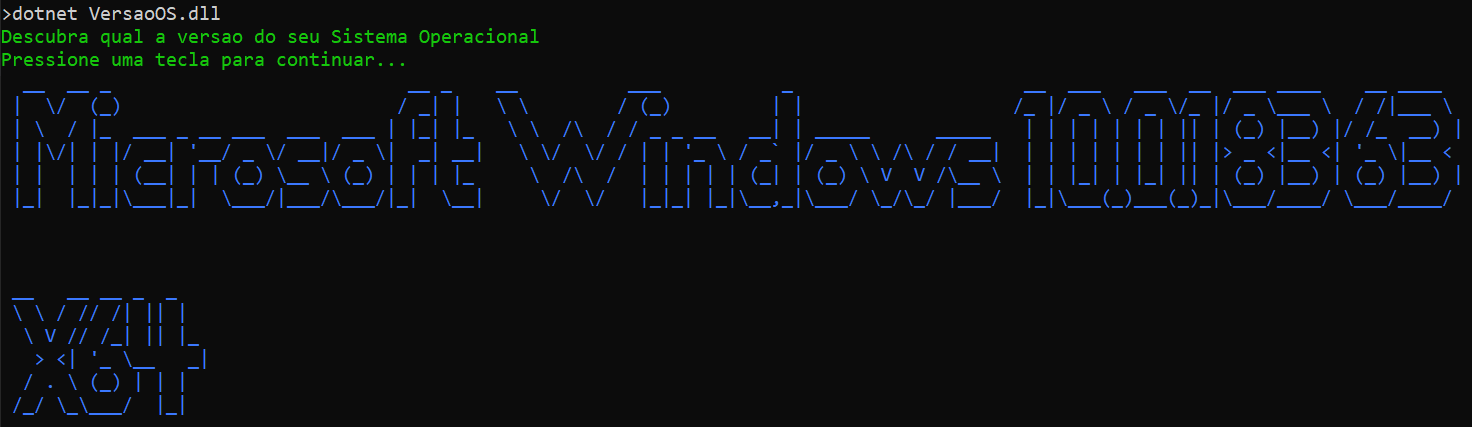 >dotnet VersaoOS.dll
Descubra qual a versao do seu Sistema Operacional
Pressione uma tecla para continuar...
Microsoft Windows 10.0.18363
X64